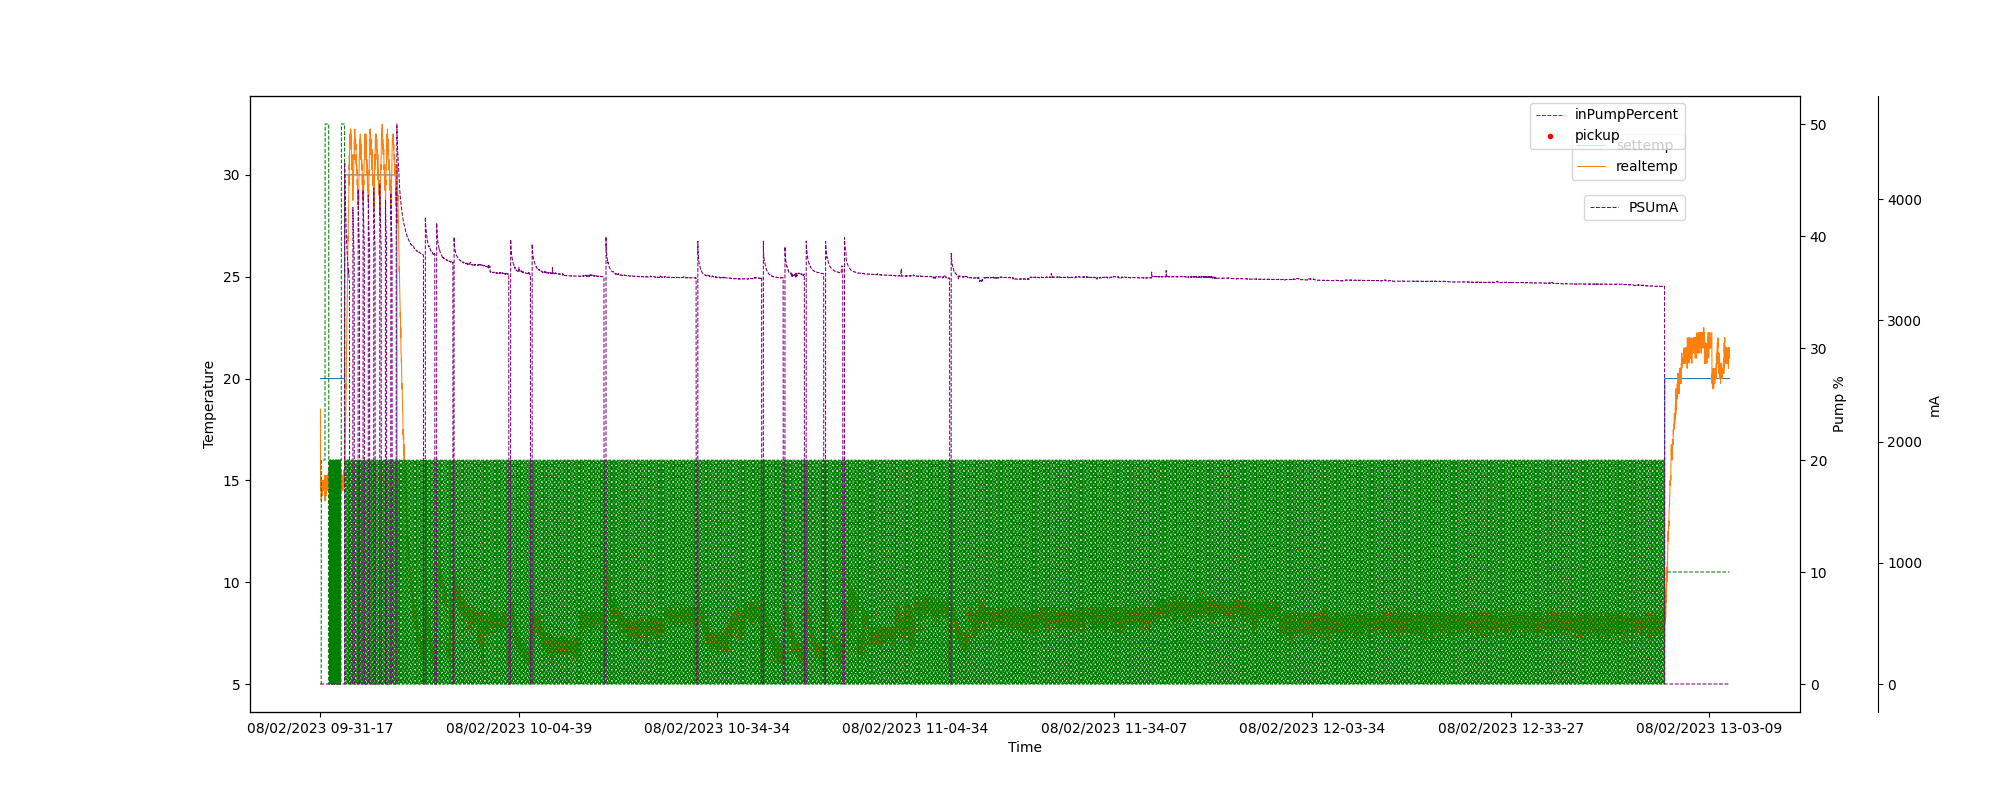 inPumpPercent
pickup
settemp
realtemp
PSUmA
30
25
20
15
10
5
Temperature
50
40
30
20
10
0
Pump %
4000
3000
2000
1000
0
mA
08/02/2023 09-31-17
08/02/2023 10-04-39
08/02/2023 10-34-34
08/02/2023 11-04-34
08/02/2023 11-34-07
08/02/2023 12-03-34
08/02/2023 12-33-27
08/02/2023 13-03-09
Time